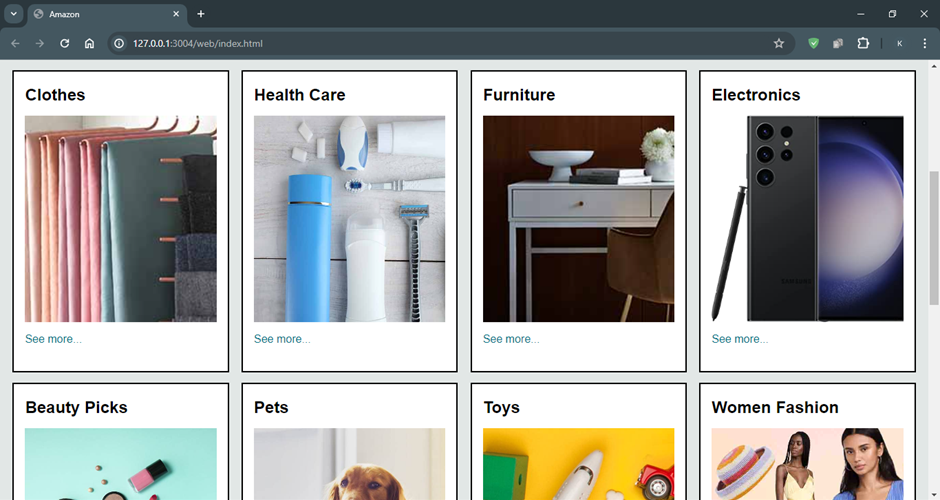 Amazon
127.0.0.1:3004/web/index.html
K
Clothes
Health Care
Furniture
Electronics
SAMSUNG
See more...
See more...
See more...
See more...
Beauty Picks
Pets
Toys
Women Fashion